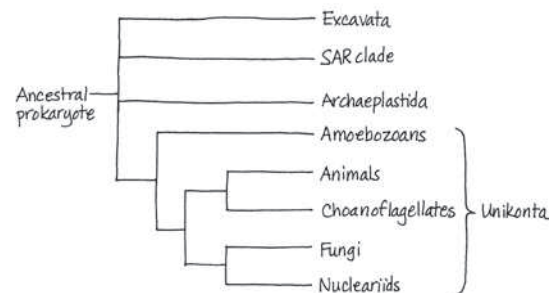 Excavata
SAR clade
Ancestral
prokaryote
Archaeplastida
Amoebozoans
Animals
Choanoflagellates
Unikonta
Fungi
Nucleariids